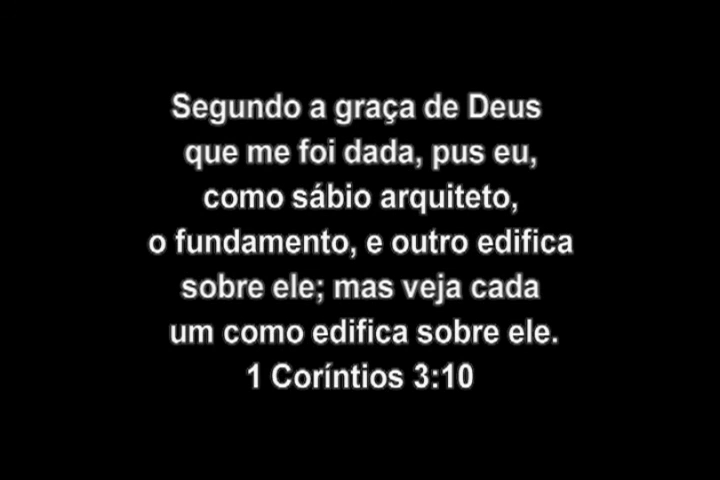 Segundo a graça de Deus
que me foi dada, pus eu,
como sábio arquiteto,
o fundamento, e outro edifica
sobre ele; mas veja cada
um como edifica sobre ele.
1 Coríntios 3:10